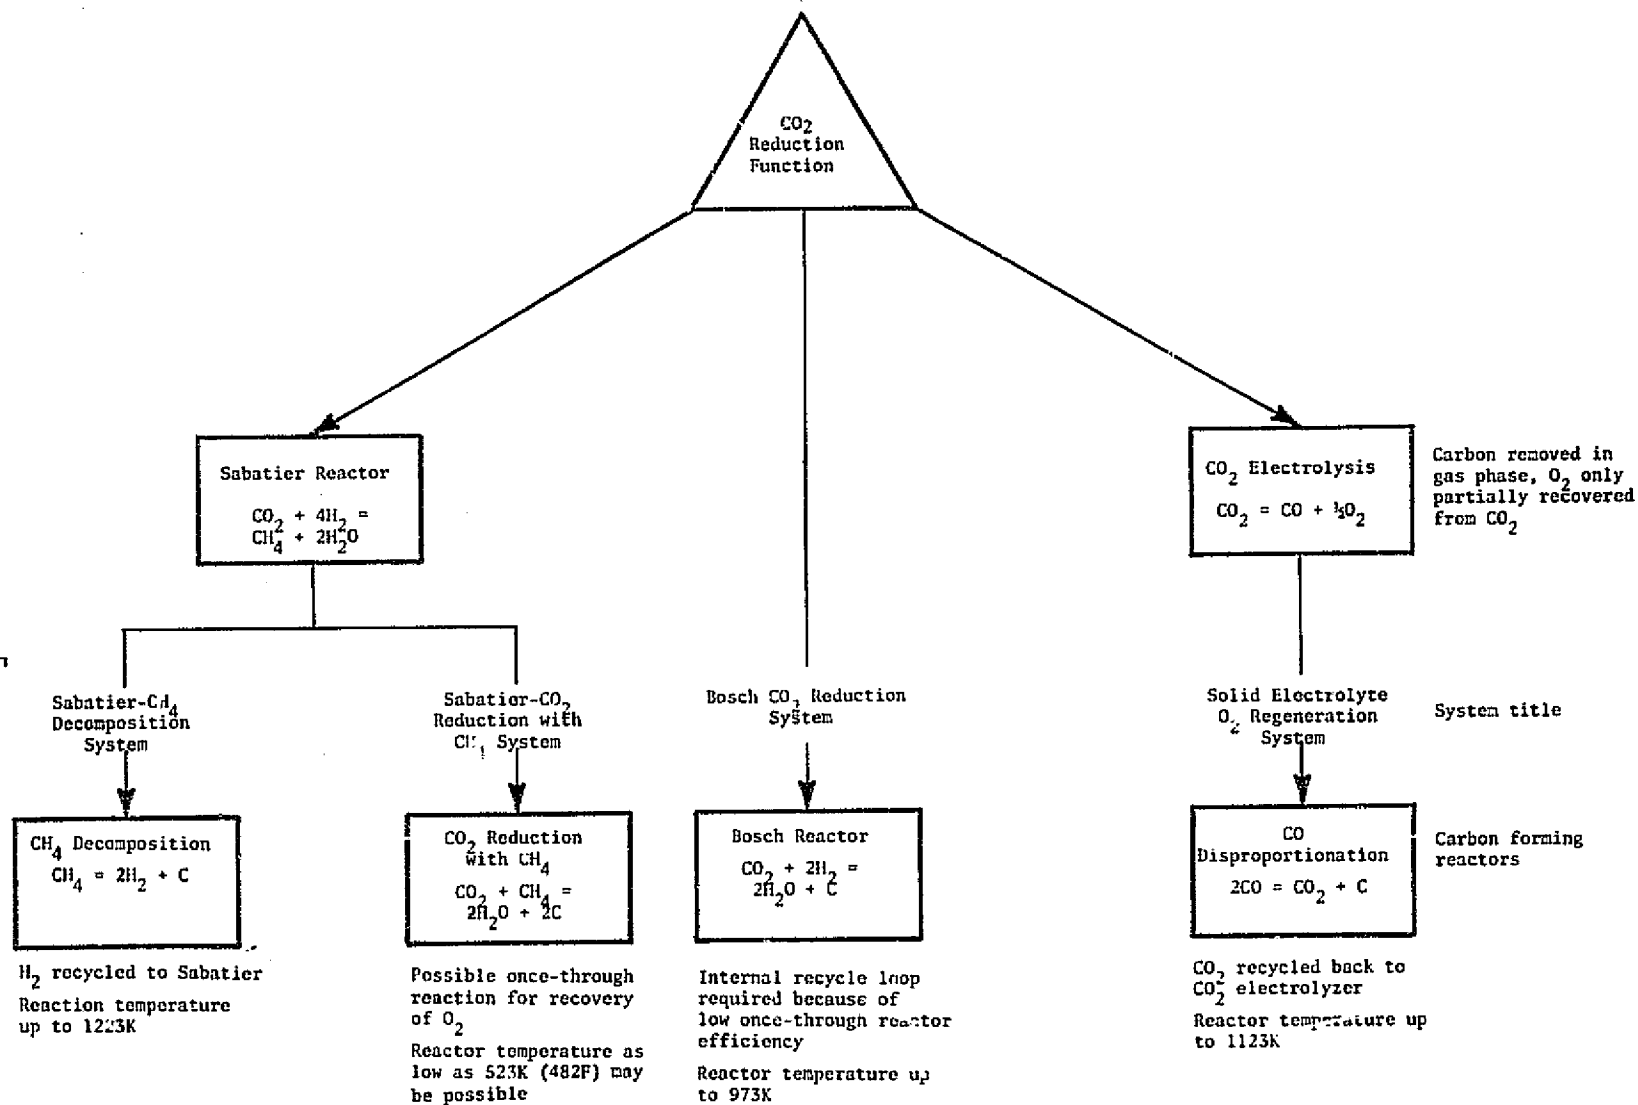 CO2
Reduction
Function
Sabatier Reactor
CO2 + 4H2 =
CH4 + 2H2O
CO2 Electrolysis
CO2 = CO + ½O2
Carbon removed in
gas phase, O2 only
partially recovered
from CO2
Sabatier-CH4
Decomposition
System
Sabatier-CO2
Reduction with
System
Bosch CO2 Reduction
System
Solid Electrolyte
O2 Regeneration
System
System title
CH4 Decomposition
CH4 = 2H2 + C
CO2 Reduction
with CH4
CO2 + CH4 =
2H2O + 2C
Bosch Reactor
CO2 + 2H2 =
2H2O + C
CO
Disproportionation
2CO = CO2 + C
Carbon forming
reactors
H2 recycled to Sabatier
Reaction temperature
up to 1223K
Possible once-through
reaction for recovery
of O2
Reactor temperature as
low as 523K (482F) may
be possible
Internal recycle loop
required because of
low once-through reactor
efficiency
Reactor temperature up
to 973K
CO2 recycled back to
CO2 electrolyzer
Reactor temperature up
to 1123K